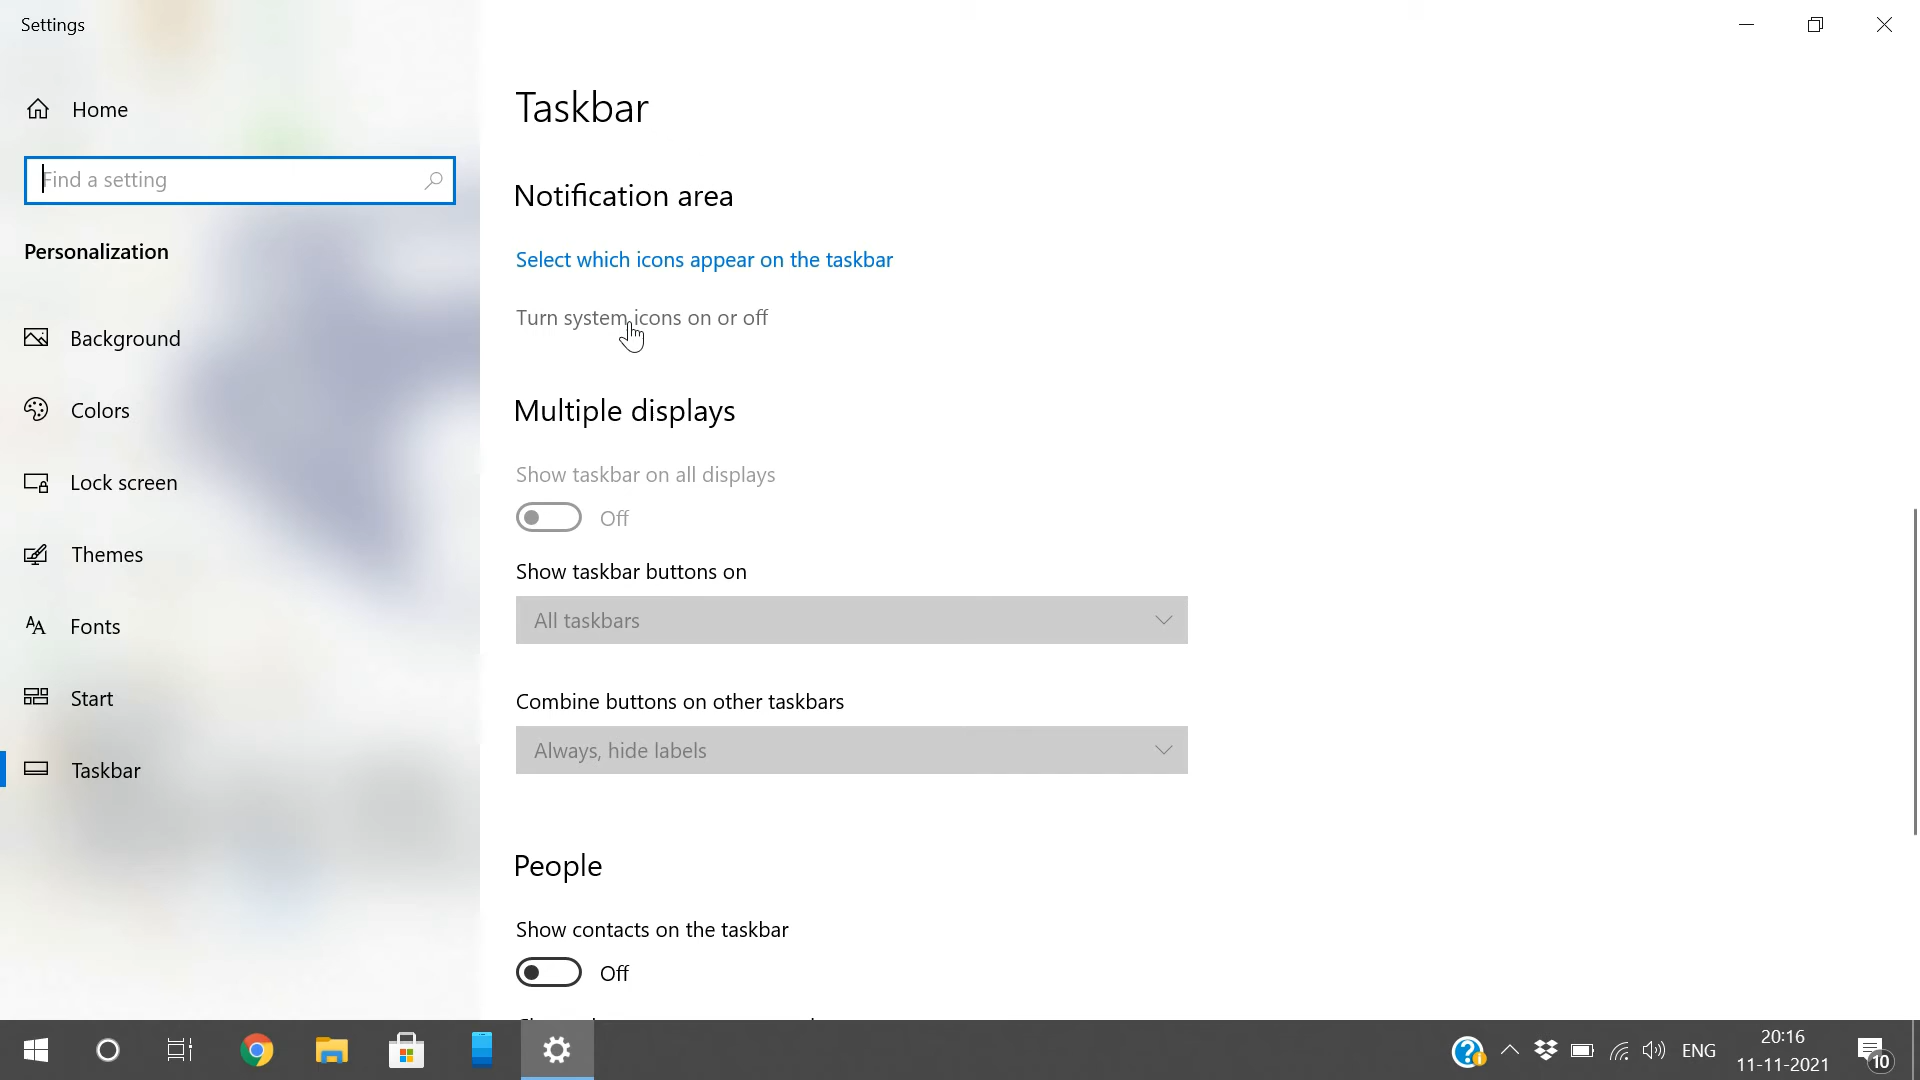 Settings
Home
Find a setting
Personalization
Background
Colors
Lock screen
Themes
Fonts
Start
Taskbar
Taskbar
Notification area
Select which icons appear on the taskbar
Turn system icons on or off
Multiple displays
Show taskbar on all displays
Off
Show taskbar buttons on
All taskbars
Combine buttons on other taskbars
Always, hide labels
People
Show contacts on the taskbar
Off
ENG
20:16
11-11-2021
10